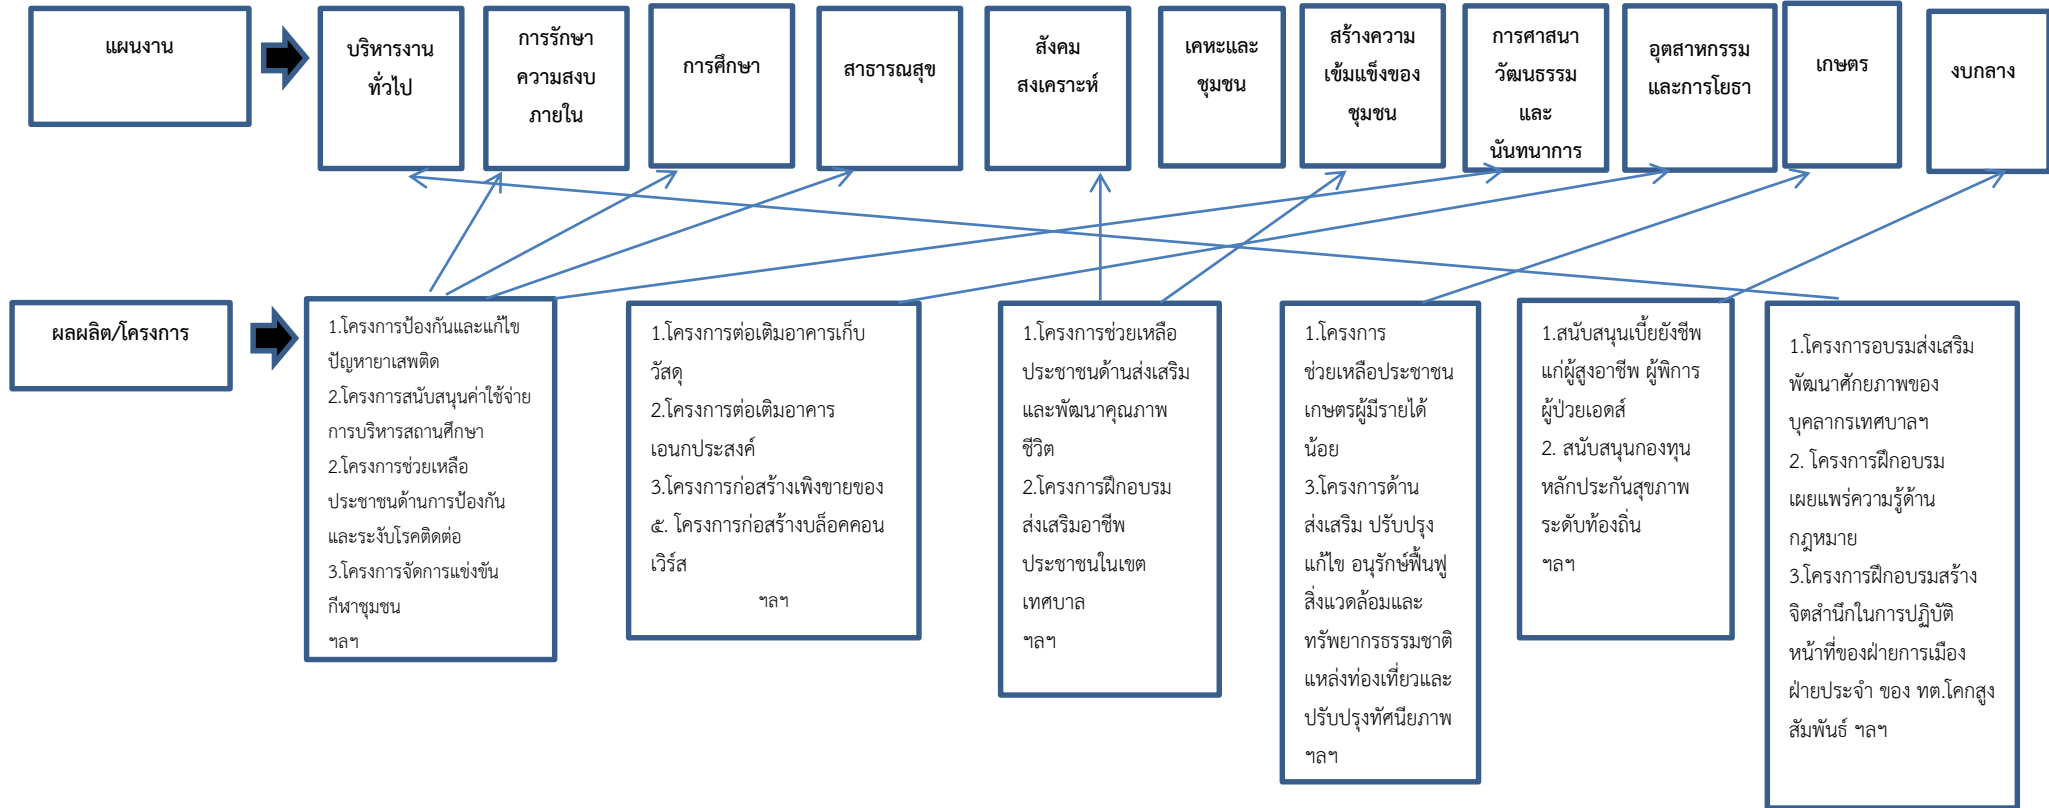 แผนงาน
บริหารงาน
ทั่วไป
การรักษา
ความสงบ
ภายใน
การศึกษา
สาธารณสุข
สังคม
สงเคราะห์
เคหะและ
ชุมชน
สร้างความ
เข้มแข็งของ
ชุมชน
การศาสนา
วัฒนธรรม
และ
นันทนาการ
อุตสาหกรรม
และการโยธา
เกษตร
งบกลาง
ผลผลิต/โครงการ
1.โครงการป้องกันและแก้ไข
ปัญหายาเสพติด
2.โครงการสนับสนุนค่าใช้จ่าย
การบริหารสถานศึกษา
2.โครงการช่วยเหลือ
ประชาชนด้านการป้องกัน
และระงับโรคติดต่อ
3.โครงการจัดการแข่งขัน
กีฬาชุมชน
ฯลฯ
1.โครงการต่อเติมอาคารเก็บ
วัสดุ
2.โครงการต่อเติมอาคาร
เอนกประสงค์
3.โครงการก่อสร้างเพิงขายของ
๕. โครงการก่อสร้างบล็อคคอน
เวิร์ส
ฯลฯ
1.โครงการช่วยเหลือ
ประชาชนด้านส่งเสริม
และพัฒนาคุณภาพ
ชีวิต
2.โครงการฝึกอบรม
ส่งเสริมอาชีพ
ประชาชนในเขต
เทศบาล
ฯลฯ
1.โครงการ
ช่วยเหลือประชาชน
เกษตรผู้มีรายได้
น้อย
3.โครงการด้าน
ส่งเสริม ปรับปรุง
แก้ไข อนุรักษ์ฟื้นฟู
สิ่งแวดล้อมและ
ทรัพยากรธรรมชาติ
แหล่งท่องเที่ยวและ
ปรับปรุงทัศนียภาพ
ฯลฯ
1.สนับสนุนเบี้ยยังชีพ
แก่ผู้สูงอาชีพ ผู้พิการ
ผู้ป่วยเอดส์
2. สนับสนุนกองทุน
หลักประกันสุขภาพ
ระดับท้องถิ่น
ฯลฯ
1.โครงการอบรมส่งเสริม
พัฒนาศักยภาพของ
บุคลากรเทศบาลฯ
2. โครงการฝึกอบรม
เผยแพร่ความรู้ด้าน
กฎหมาย
3.โครงการฝึกอบรมสร้าง
จิตสำนึกในการปฏิบัติ
หน้าที่ของฝ่ายการเมือง
ฝ่ายประจำ ของ ทต.โคกสูง
สัมพันธ์ ฯลฯ